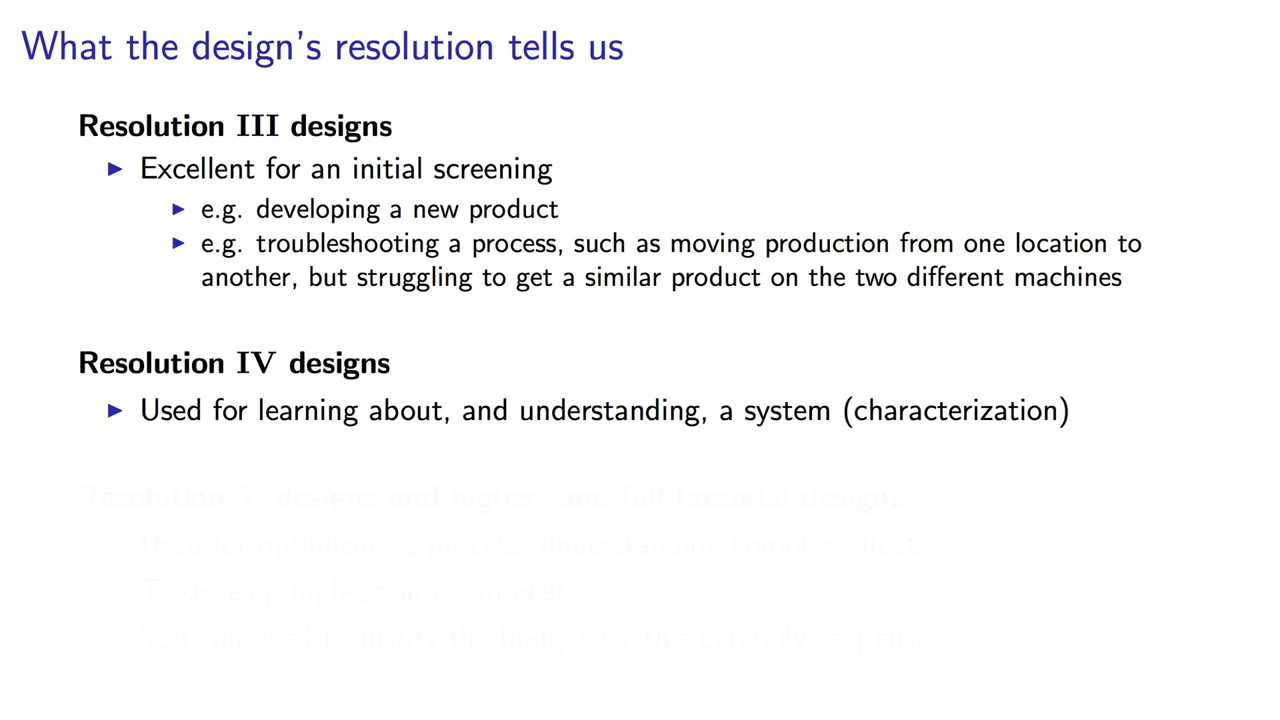 What the design's resolution tells us
Resolution III designs
▶ Excellent for an initial screening
▶ e.g. developing a new product
▶ e.g. troubleshooting a process, such as moving production from one location to
another, but struggling to get a similar product on the two different machines
Resolution IV designs
▶ Used for learning about, and understanding, a system (characterization)
Resolution V designs and higher, and full factorial designs
Used for optimizing a process, understanding complex effects
To develop high-accuracy models
You will need to justify the budget for this carefully: expensive!